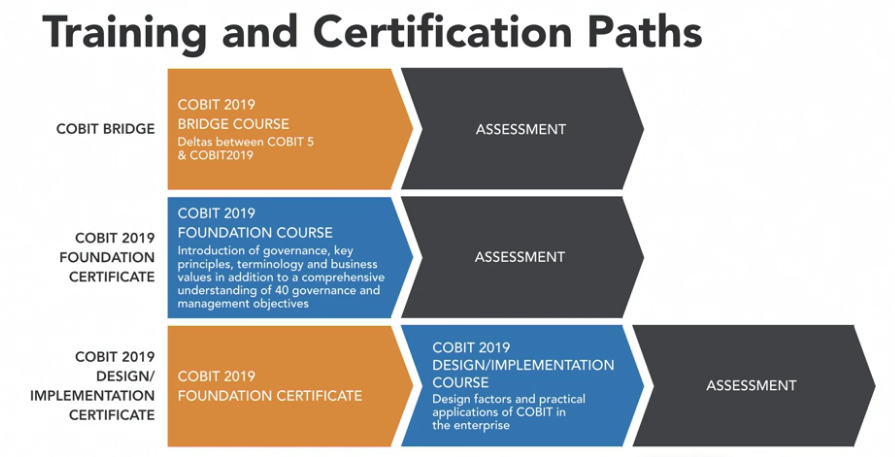 Training and Certification Paths
COBIT BRIDGE
COBIT 2019
BRIDGE COURSE
Deltas between COBIT 5
& COBIT2019
ASSESSMENT
COBIT 2019
FOUNDATION
CERTIFICATE
COBIT 2019
FOUNDATION COURSE
Introduction of governance, key
principles, terminology and business
values in addition to a comprehensive
understanding of 40 governance and
management objectives
ASSESSMENT
COBIT 2019
DESIGN/
IMPLEMENTATION
CERTIFICATE
COBIT 2019
FOUNDATION CERTIFICATE
COBIT 2019
DESIGN/IMPLEMENTATION
COURSE
Design factors and practical
applications of COBIT in
the enterprise
ASSESSMENT